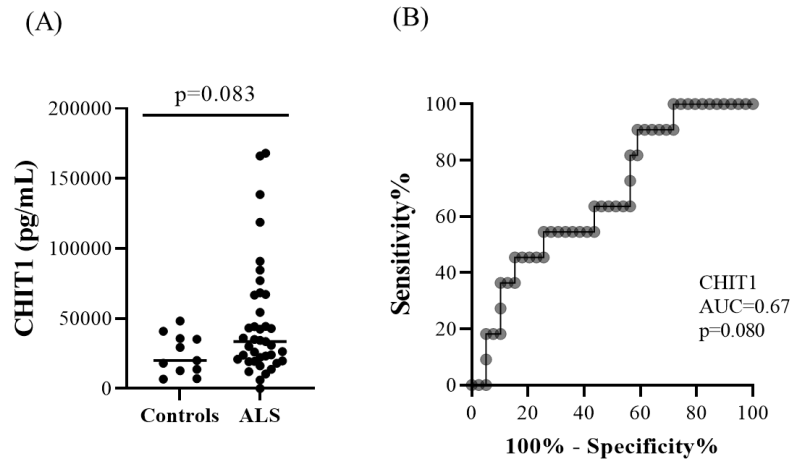 (A)
p=0.083
CHIT1 (pg/mL)
200000
150000
100000
50000
0
Controls
ALS
(B)
Sensitivity%
100
80
60
40
20
0
CHIT1
AUC=0.67
p=0.080
0 20 40 60 80 100
100% - Specificity%